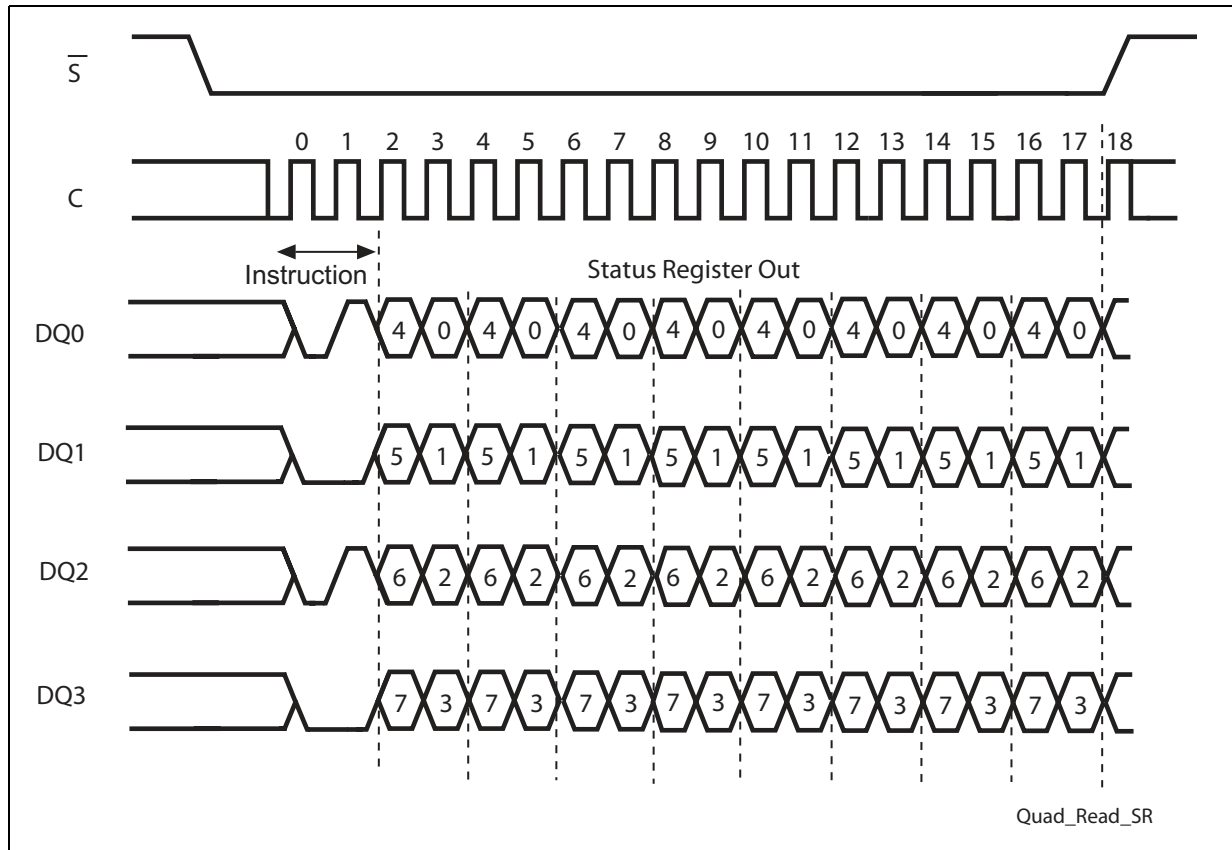 S
0 1 2 3 4 5 6 7 8 9 10 11 12 13 14 15 16 17 18
C
Instruction
Status Register Out
DQ0
4 0 4 0 4 0 4 0 4 0 4 0 4 0 4 0
DQ1
5 1 5 1 5 1 5 1 5 1 5 1 5 1 5 1
DQ2
6 2 6 2 6 2 6 2 6 2 6 2 6 2 6 2
DQ3
7 3 7 3 7 3 7 3 7 3 7 3 7 3 7 3
Quad_Read_SR